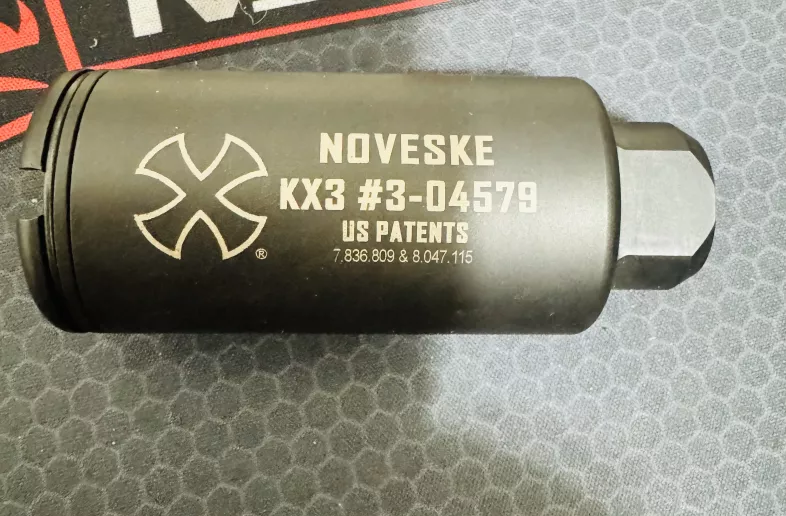 NOVESKE
KX3 #3-04579
US PATENTS
7,836,809 & 8,047,115
®